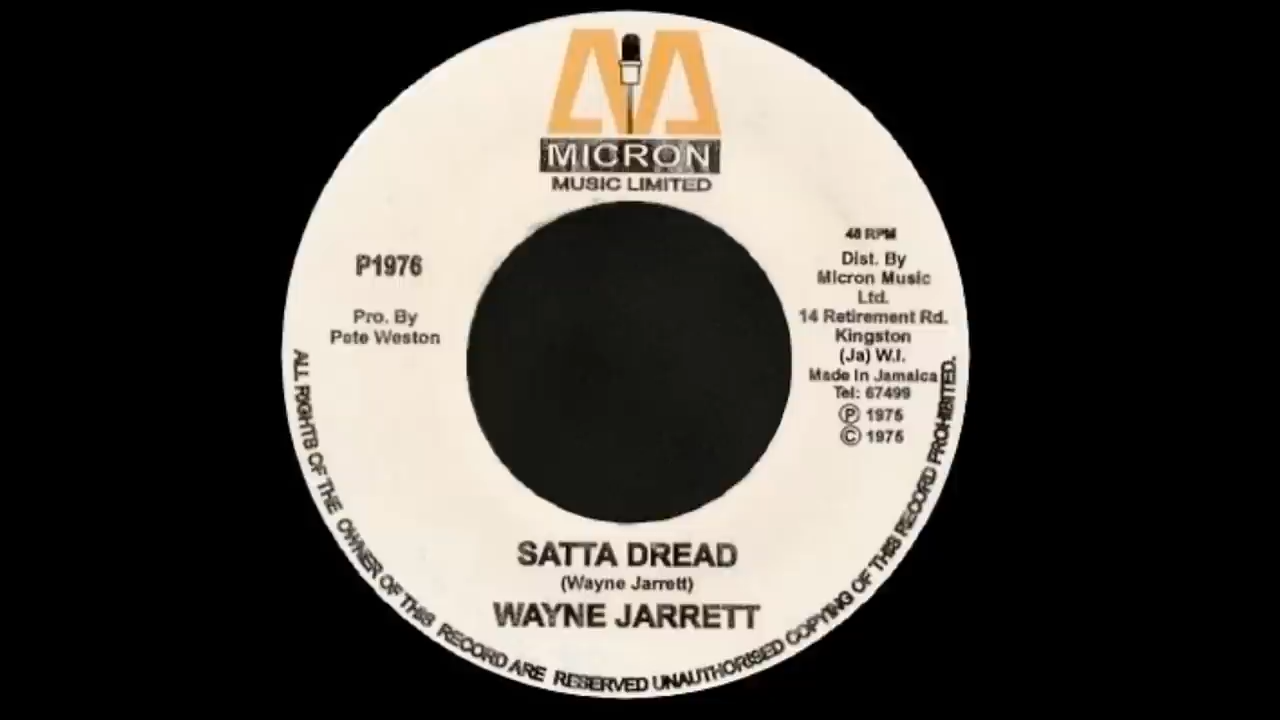 MICRON
MUSIC LIMITED
P1976
Pro. By
Pete Weston
45 RPM
Dist. By
Micron Music
Ltd.
14 Retirement Rd.
Kingston
(Ja) W.I.
Made In Jamaica
Tel: 67499
Ⓟ 1975
© 1975
SATTA DREAD
(Wayne Jarrett)
WAYNE JARRETT
ALL RIGHTS OF THE OWNER OF THIS RECORD ARE RESERVED UNAUTHORISED COPYING OF THIS RECORD PROHIBITED.